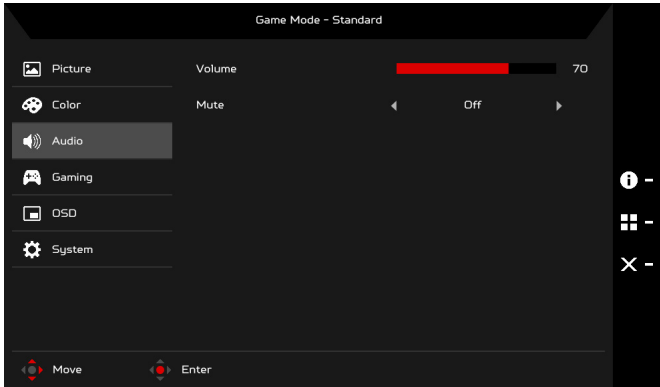 Game Mode - Standard
Picture
Volume 70
Color
Mute Off
Audio
Gaming
OSD
System
Move Enter